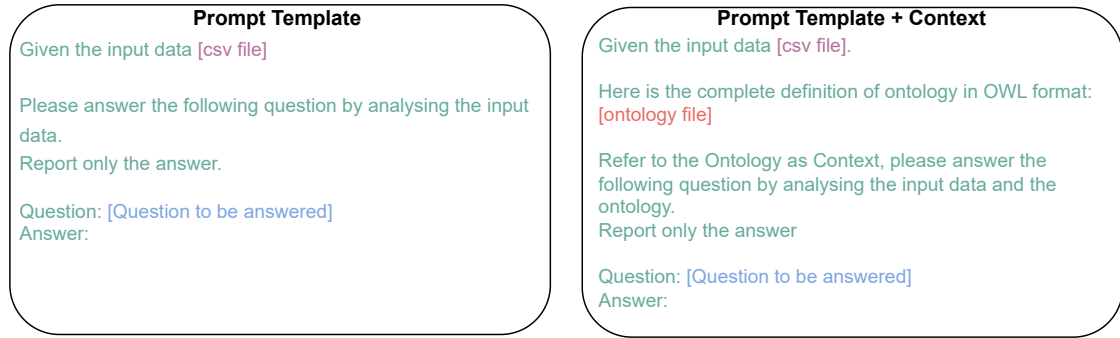 Prompt Template
Given the input data [csv file]
Please answer the following question by analysing the input
data.
Report only the answer.
Question: [Question to be answered]
Answer:
Prompt Template + Context
Given the input data [csv file].
Here is the complete definition of ontology in OWL format:
[ontology file]
Refer to the Ontology as Context, please answer the
following question by analysing the input data and the
ontology.
Report only the answer
Question: [Question to be answered]
Answer: